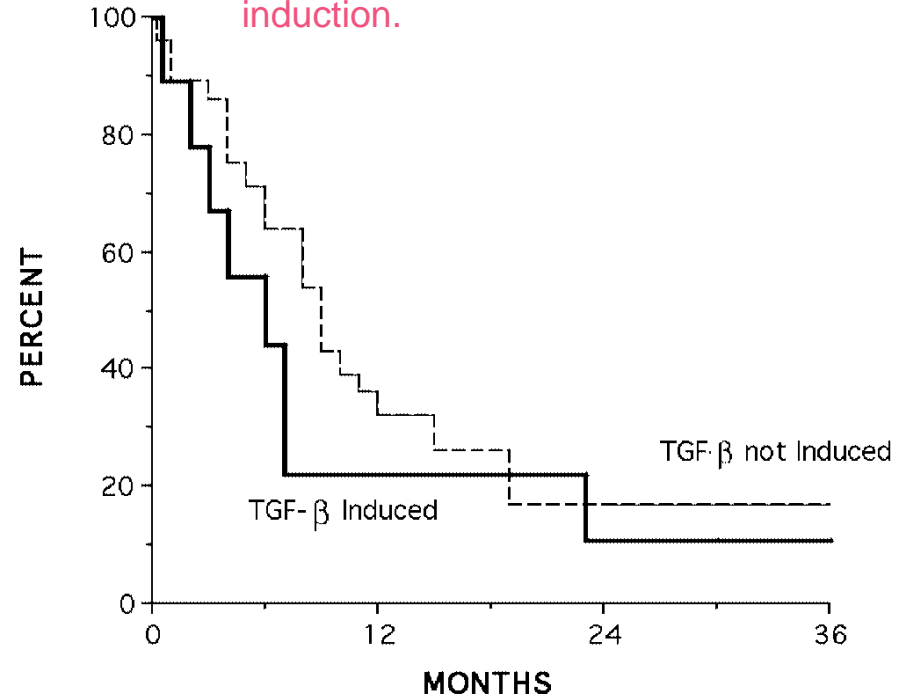 induction.
100
80
60
40
20
0
PERCENT
TGF-β not Induced
TGF-β Induced
0 12 24 36
MONTHS